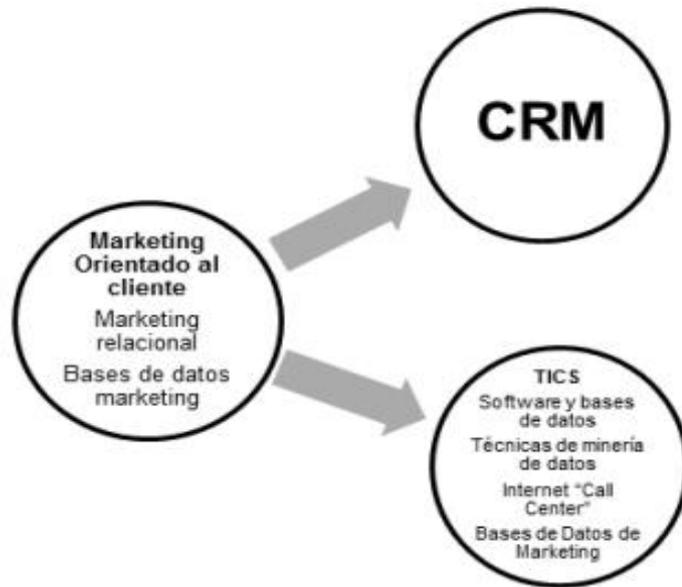 CRM
Marketing
Orientado al
cliente
Marketing
relacional
Bases de datos
marketing
TICS
Software y bases
de datos
Técnicas de minería
de datos
Internet "Call
Center"
Bases de Datos de
Marketing